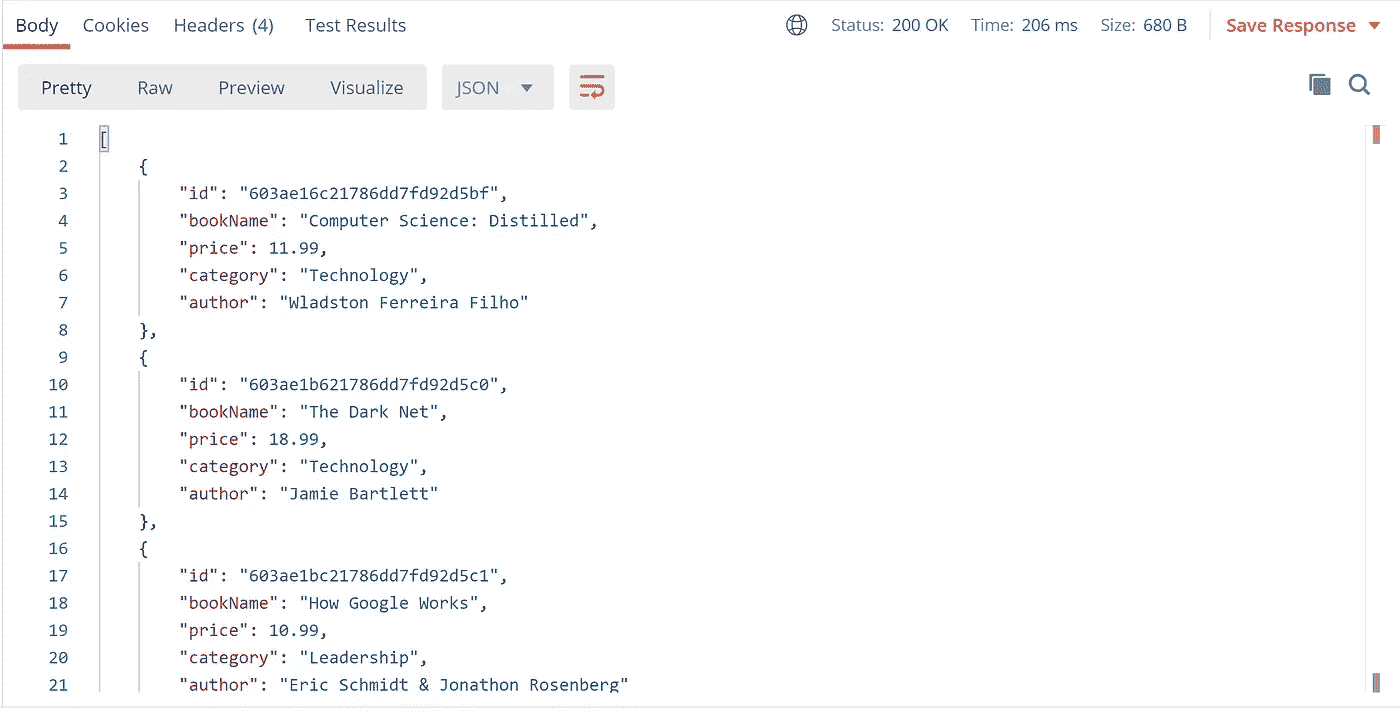 Body Cookies Headers (4) Test Results Status: 200 OK Time: 206 ms Size: 680 B Save Response
Pretty Raw Preview Visualize JSON
1 [
2 {
3 "id": "603ae16c21786dd7fd92d5bf",
4 "bookName": "Computer Science: Distilled",
5 "price": 11.99,
6 "category": "Technology",
7 "author": "Wladston Ferreira Filho"
8 },
9 {
10 "id": "603ae1b621786dd7fd92d5c0",
11 "bookName": "The Dark Net",
12 "price": 18.99,
13 "category": "Technology",
14 "author": "Jamie Bartlett"
15 },
16 {
17 "id": "603ae1bc21786dd7fd92d5c1",
18 "bookName": "How Google Works",
19 "price": 10.99,
20 "category": "Leadership",
21 "author": "Eric Schmidt & Jonathon Rosenberg"